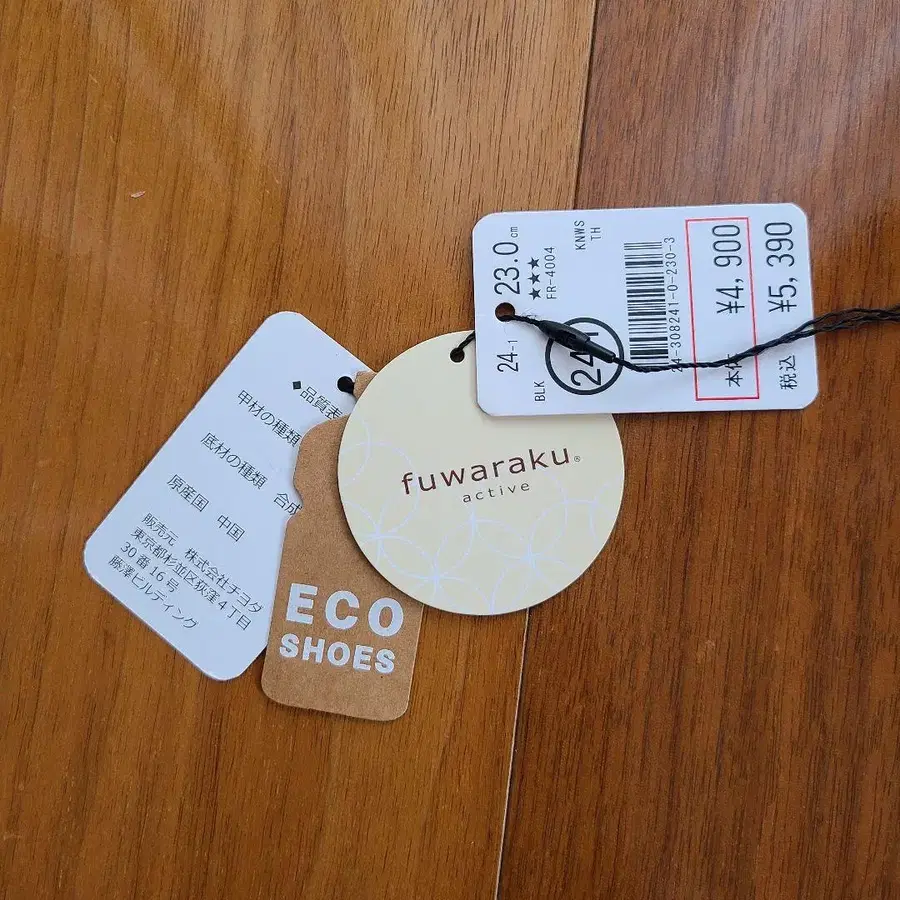 ◆品質表
甲材の種類
底材の種類 合成
原産国 中国
販売元 株式会社チヨダ
東京都杉並区荻窪4丁目
30番16号
藤澤ビルディング
ECO
SHOES
fuwaraku®
active
24-1 23.0cm
★★★
BLK FR-4004
24
KNWS
TH
24-308241-0-230-3
本体 ¥4,900
税込 ¥5,390